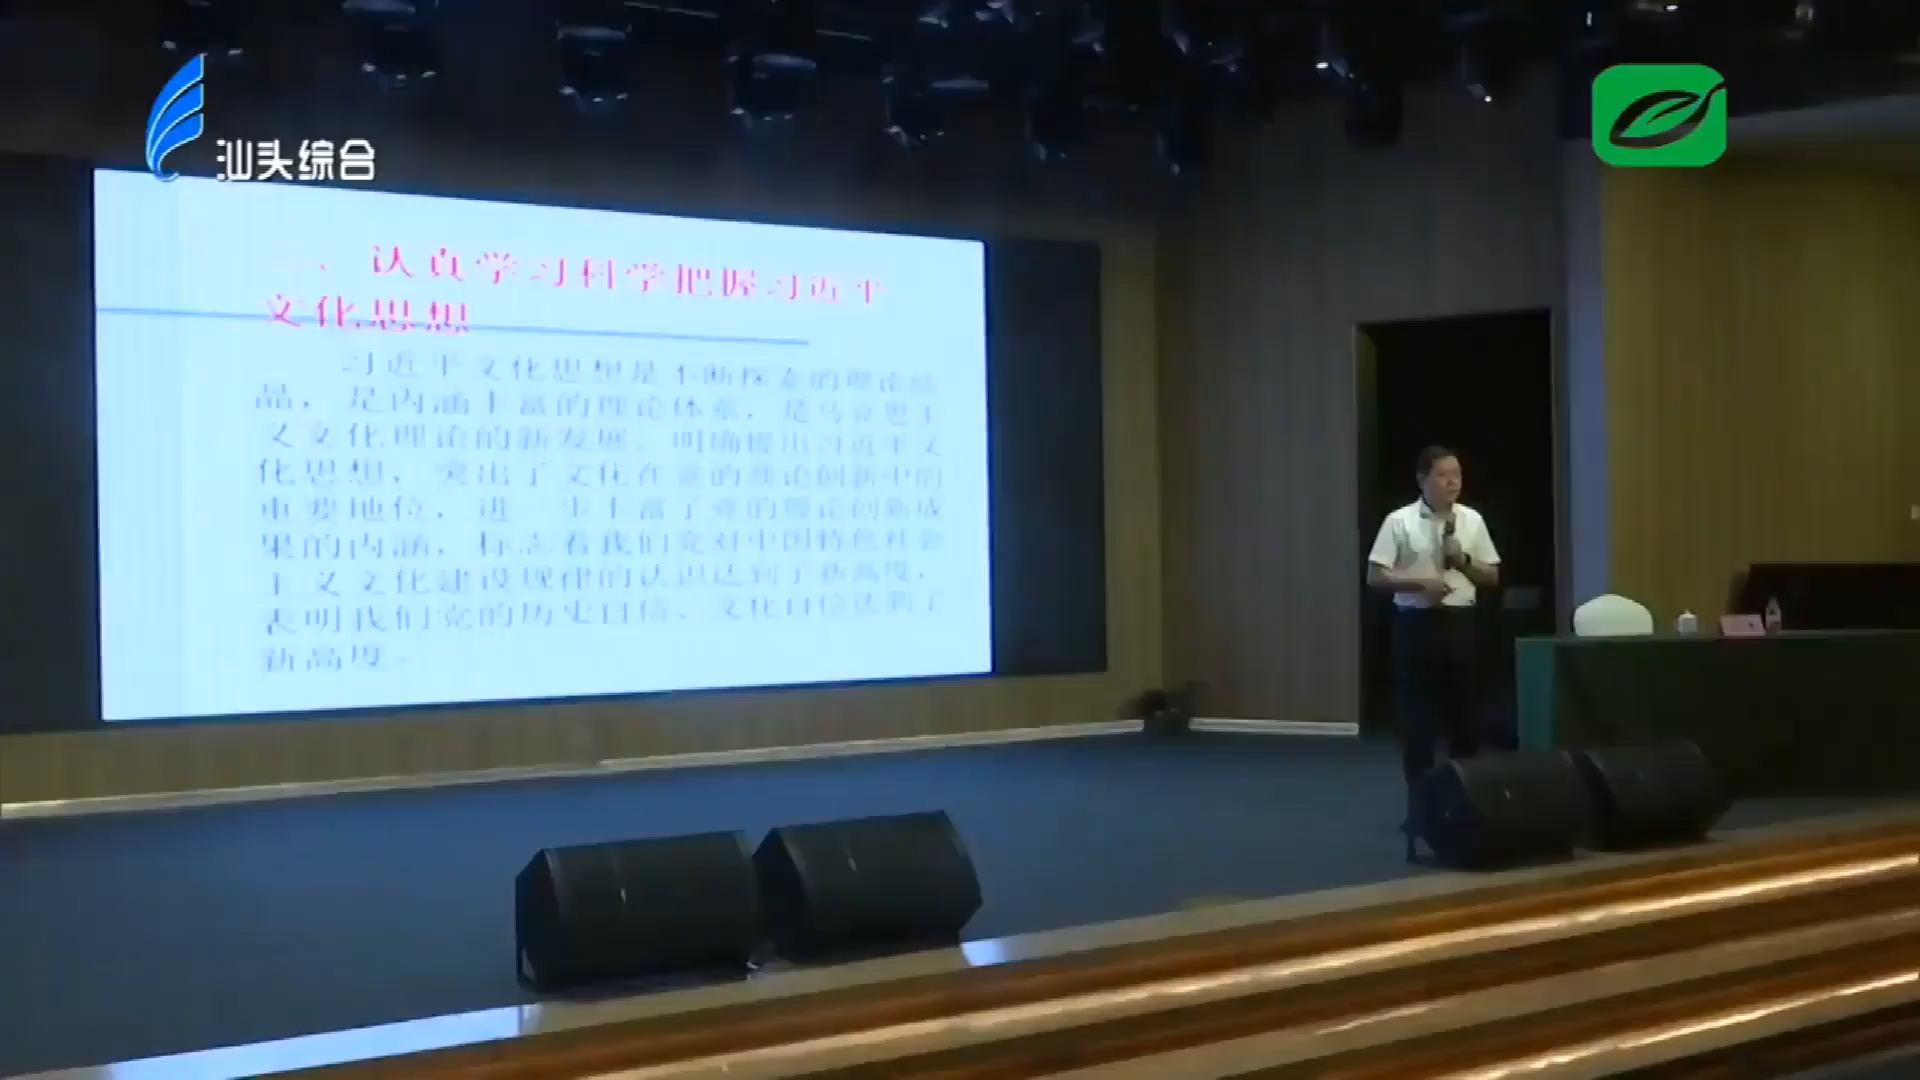 汕头综合
、认真学习科学把握习近平
文化思想
习近平文化思想是不断探索的理论结
晶，是内涵丰富的理论体系，是马克思主
义文化理论的新发展。明确提出习近平文
化思想，突出了文化在党的理论创新中的
重要地位，进一步丰富了党的理论创新成
果的内涵，标志着我们党对中国特色社会
主义文化建设规律的认识达到了新高度，
表明我们党的历史自信、文化自信达到了
新高度。